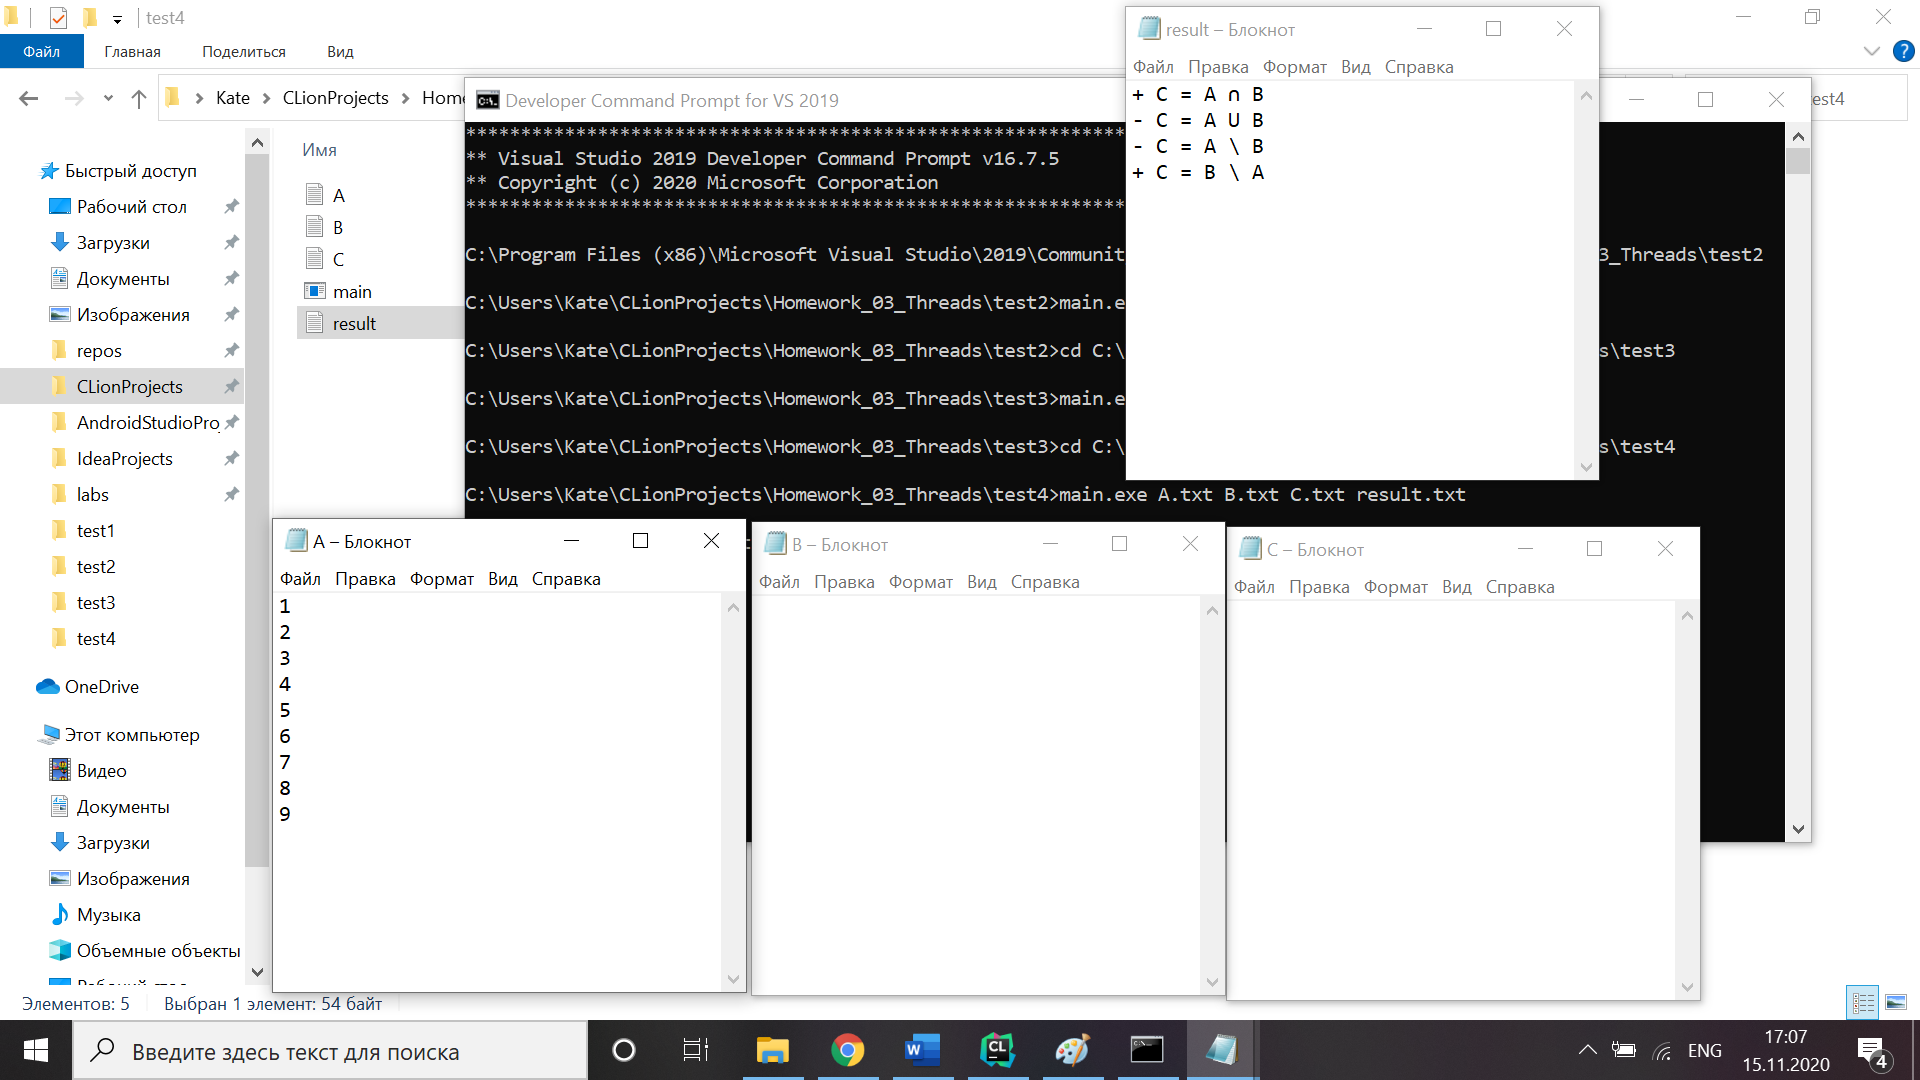 test4
Файл Главная Поделиться Вид
Kate CLionProjects
Имя
Быстрый доступ
Рабочий стол
Загрузки
Документы
Изображения
repos
CLionProjects
IdeaProjects
labs
test1
test2
test3
test4
OneDrive
Этот компьютер
Видео
Документы
Загрузки
Изображения
Музыка
Объемные объекты
A
B
C
main
result
Developer Command Prompt for VS 2019
** Visual Studio 2019 Developer Command Prompt v16.7.5
** Copyright (c) 2020 Microsoft Corporation
C:\Program Files (x86)\Microsoft Visual Studio\2019\Communit 3_Threads\test2
C:\Users\Kate\CLionProjects\Homework_03_Threads\test2>main.e
C:\Users\Kate\CLionProjects\Homework_03_Threads\test2>cd C:\ s\test3
C:\Users\Kate\CLionProjects\Homework_03_Threads\test3>main.e
C:\Users\Kate\CLionProjects\Homework_03_Threads\test3>cd C:\ s\test4
C:\Users\Kate\CLionProjects\Homework_03_Threads\test4>main.exe A.txt B.txt C.txt result.txt
result – Блокнот
Файл Правка Формат Вид Справка
+ C = A ∩ B
- C = A U B
- C = A \ B
+ C = B \ A
A – Блокнот
Файл Правка Формат Вид Справка
1
2
3
4
5
6
7
8
9
B – Блокнот
Файл Правка Формат Вид Справка
C – Блокнот
Файл Правка Формат Вид Справка
Элементов: 5 Выбран 1 элемент: 54 байт
Введите здесь текст для поиска
ENG
17:07
15.11.2020
4